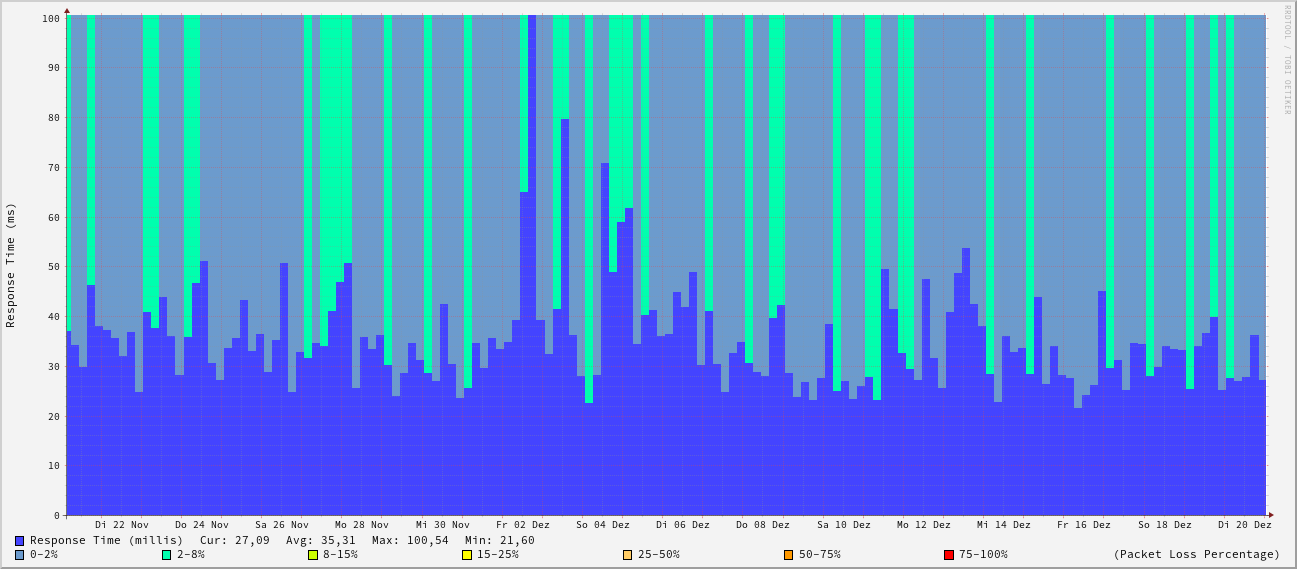 RRDTOOL / TOBI OETIKER
Response Time (ms)
100
90
80
70
60
50
40
30
20
10
0
Di 22 Nov Do 24 Nov Sa 26 Nov Mo 28 Nov Mi 30 Nov Fr 02 Dez So 04 Dez Di 06 Dez Do 08 Dez Sa 10 Dez Mo 12 Dez Mi 14 Dez Fr 16 Dez So 18 Dez Di 20 Dez
Response Time (millis) Cur: 27,09 Avg: 35,31 Max: 100,54 Min: 21,60
0-2% 2-8% 8-15% 15-25% 25-50% 50-75% 75-100% (Packet Loss Percentage)